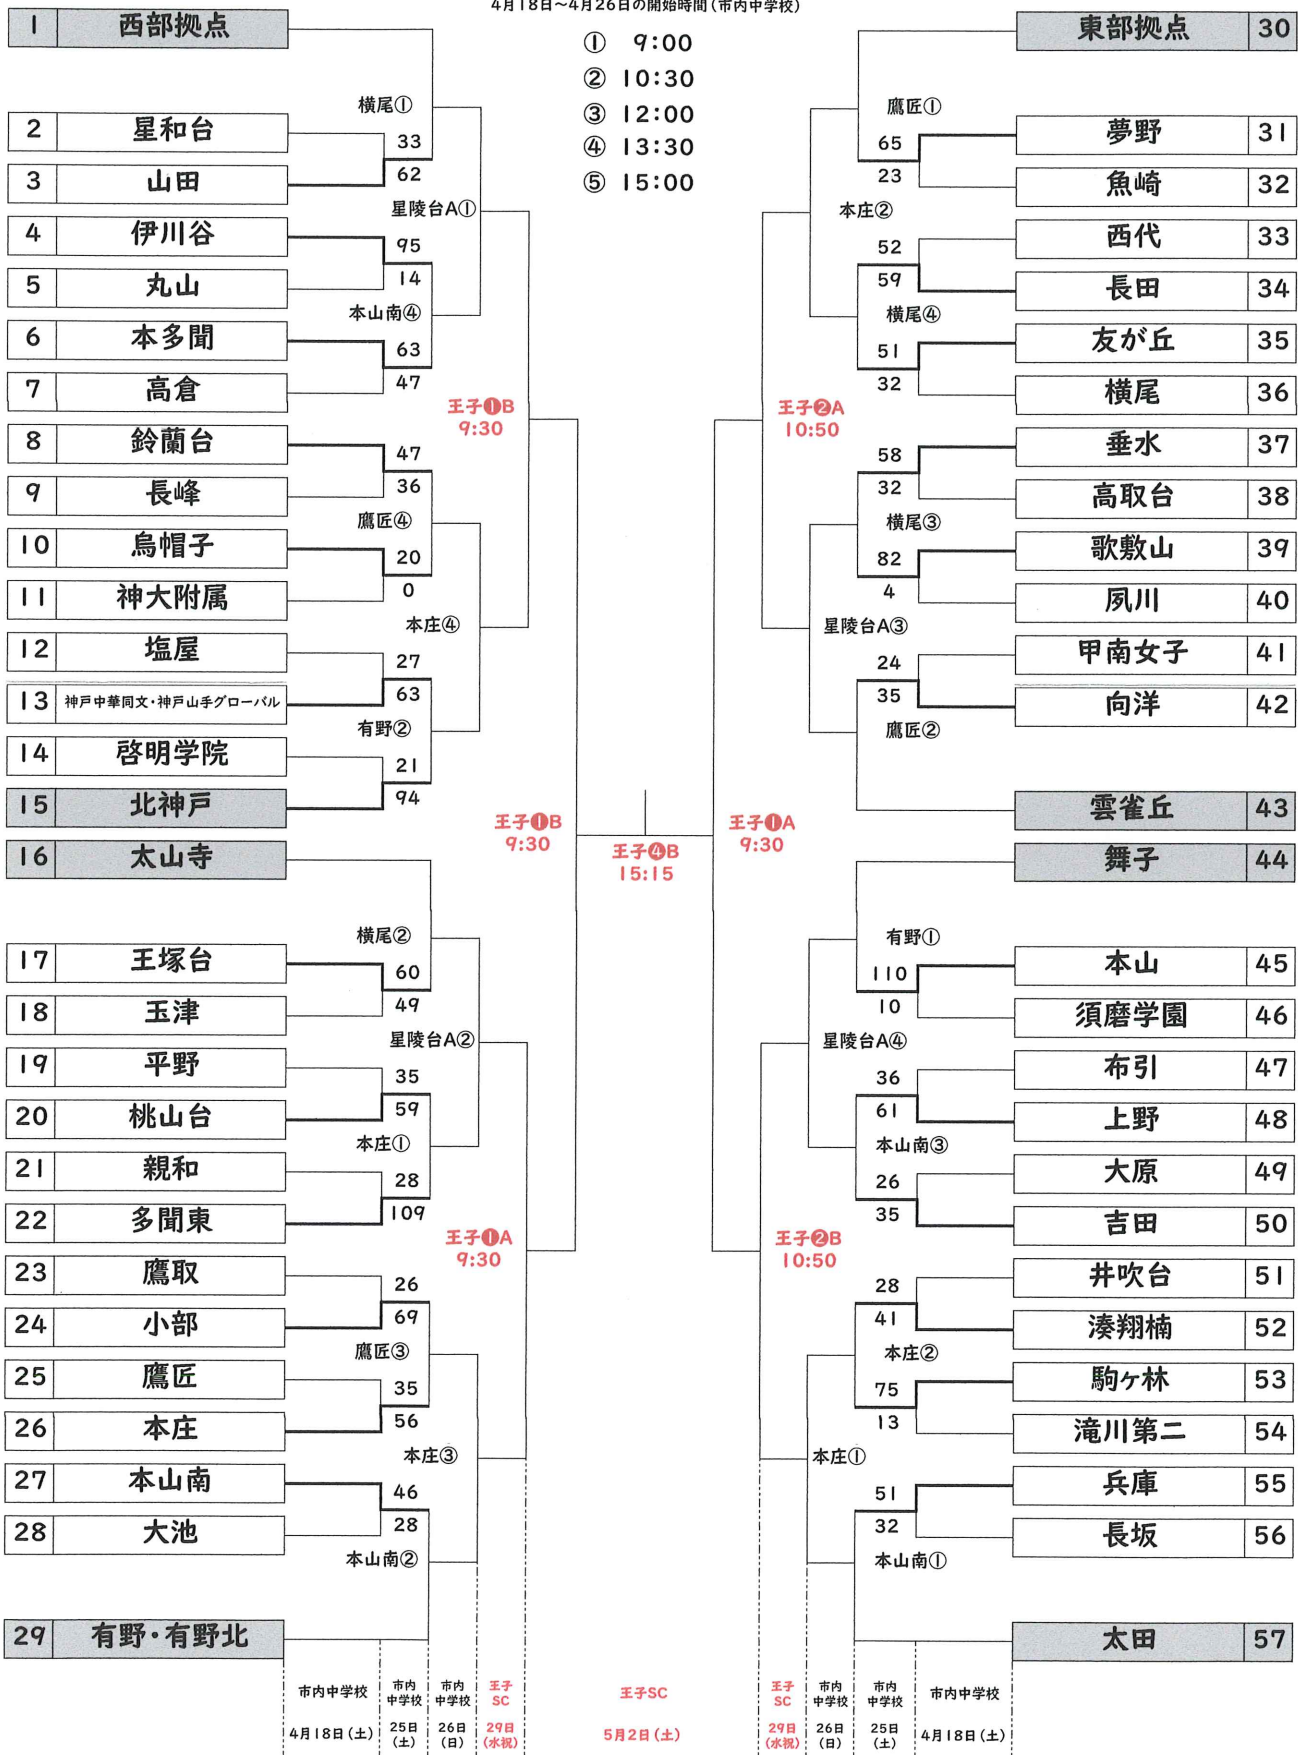 4月18日～4月26日の開始時間(市内中学校)
① 9:00
② 10:30
③ 12:00
④ 13:30
⑤ 15:00
1 西部拠点
横尾①
2 星和台
33
3 山田
62
星陵台A①
4 伊川谷
95
5 丸山
14
本山南④
6 本多聞
63
7 高倉
47
王子❶B
9:30
8 鈴蘭台
47
9 長峰
36
鷹匠④
10 烏帽子
20
11 神大附属
0
本庄④
12 塩屋
27
13 神戸中華同文・神戸山手グローバル
63
有野②
14 啓明学院
21
15 北神戸
94
王子❶B
9:30
16 太山寺
横尾②
17 王塚台
60
18 玉津
49
星陵台A②
19 平野
35
20 桃山台
59
本庄①
21 親和
28
22 多聞東
109
王子❶A
9:30
23 鷹取
26
24 小部
69
鷹匠③
25 鷹匠
35
26 本庄
56
本庄③
27 本山南
46
28 大池
28
本山南②
29 有野・有野北
王子❹B
15:15
東部拠点 30
鷹匠①
65
夢野 31
23
魚崎 32
本庄②
52
西代 33
59
長田 34
横尾④
51
友が丘 35
32
横尾 36
王子❷A
10:50
58
垂水 37
32
高取台 38
横尾③
82
歌敷山 39
4
夙川 40
星陵台A③
24
甲南女子 41
35
向洋 42
鷹匠②
雲雀丘 43
王子❶A
9:30
舞子 44
有野①
110
本山 45
10
須磨学園 46
星陵台A④
36
布引 47
61
上野 48
本山南③
26
大原 49
35
吉田 50
王子❷B
10:50
28
井吹台 51
41
湊翔楠 52
本庄②
75
駒ヶ林 53
13
滝川第二 54
本庄①
51
兵庫 55
32
長坂 56
本山南①
太田 57
市内中学校
4月18日(土)
市内
中学校
25日
(土)
市内
中学校
26日
(日)
王子
SC
29日
(水祝)
王子SC
5月2日(土)
王子
SC
29日
(水祝)
市内
中学校
26日
(日)
市内
中学校
25日
(土)
市内中学校
4月18日(土)